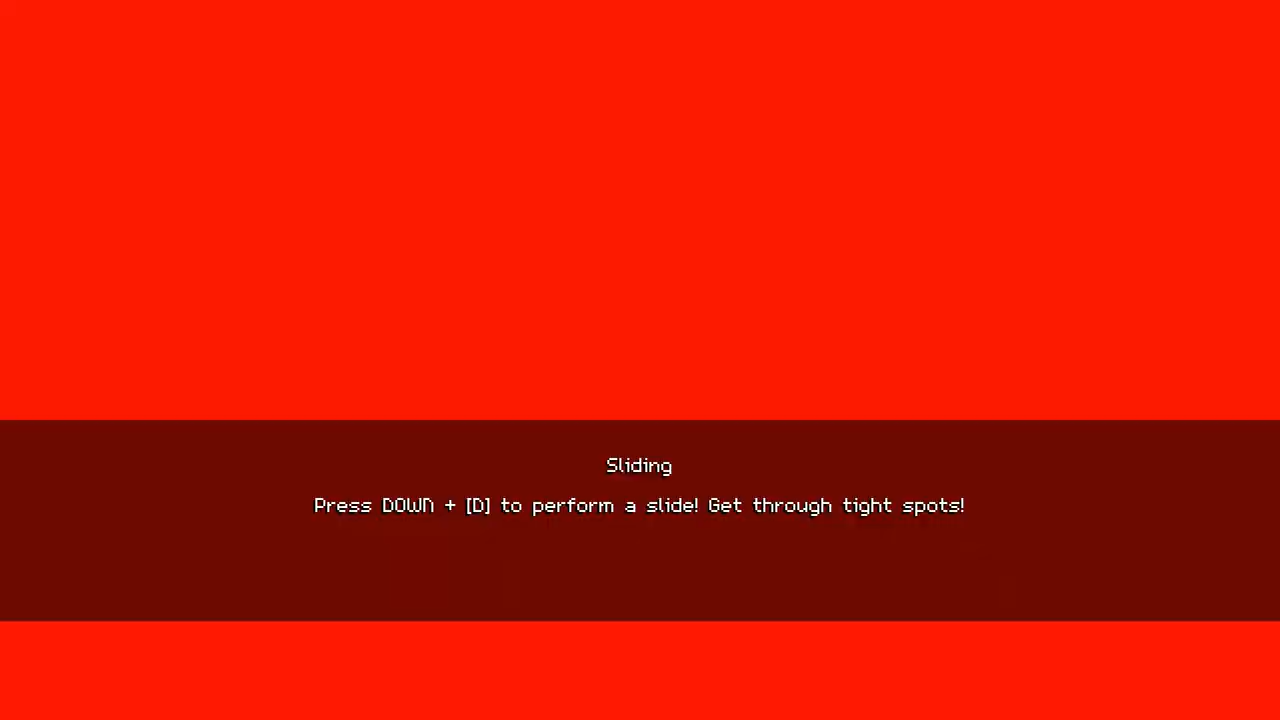 Sliding
Press DOWN + [D] to perform a slide! Get through tight spots!